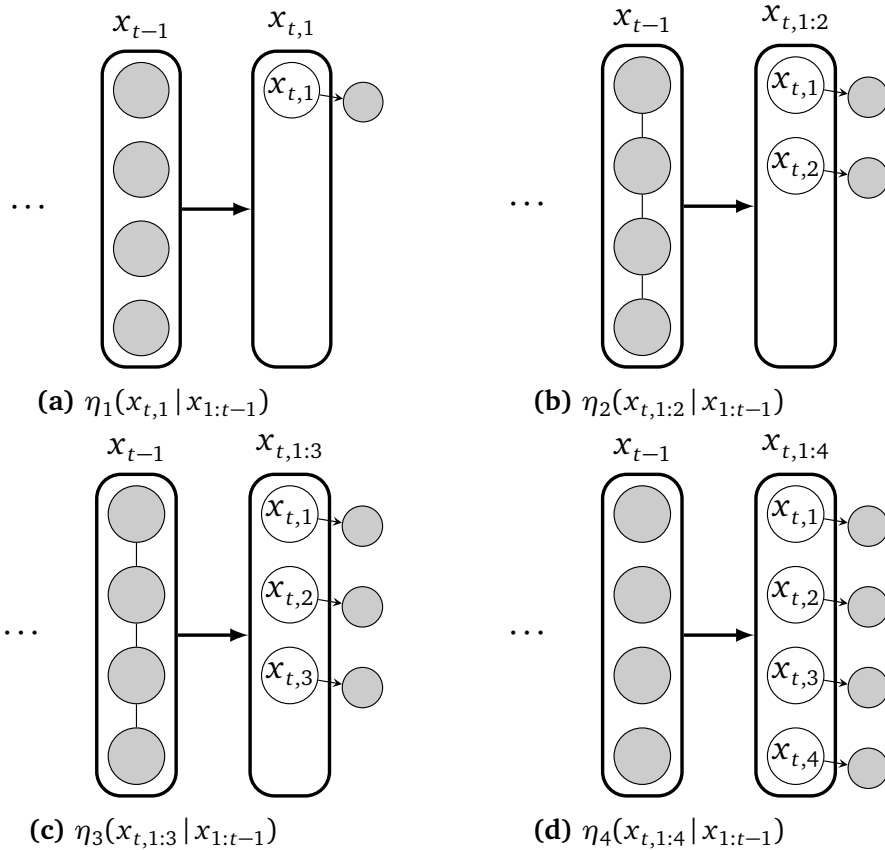 x_{t−1} x_{t,1} x_{t−1} x_{t,1:2}
x_{t,1} x_{t,1}
x_{t,2}
... ...
(a) η_1(x_{t,1} | x_{1:t−1}) (b) η_2(x_{t,1:2} | x_{1:t−1})
x_{t−1} x_{t,1:3} x_{t−1} x_{t,1:4}
x_{t,1} x_{t,1}
x_{t,2} x_{t,2}
... ...
x_{t,3} x_{t,3}
x_{t,4}
(c) η_3(x_{t,1:3} | x_{1:t−1}) (d) η_4(x_{t,1:4} | x_{1:t−1})